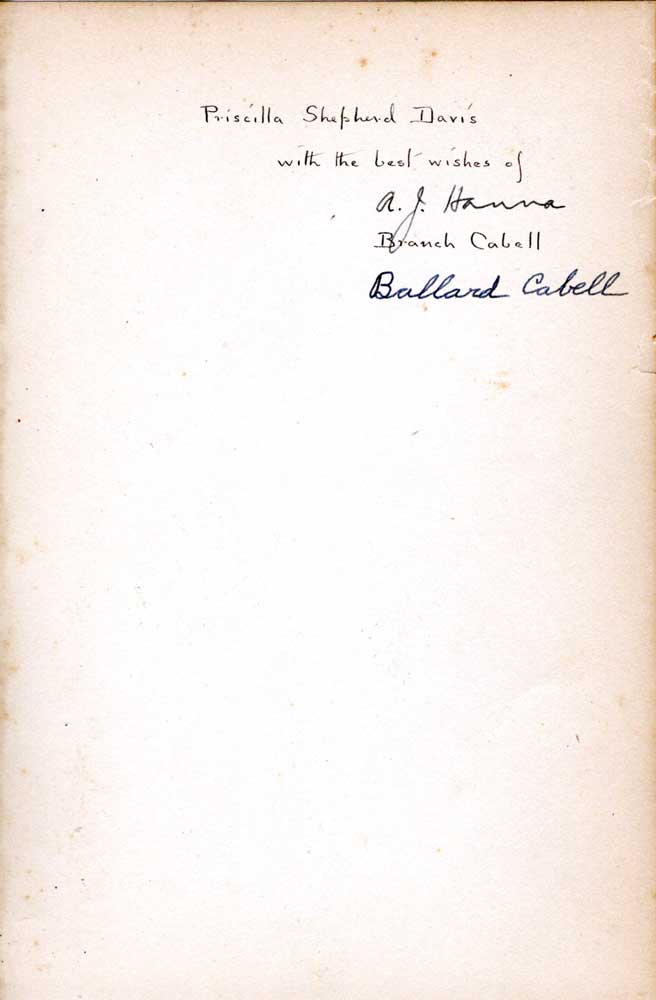 Priscilla Shepherd Davis
with the best wishes of
A. J. Hanna
Branch Cabell
Ballard Cabell